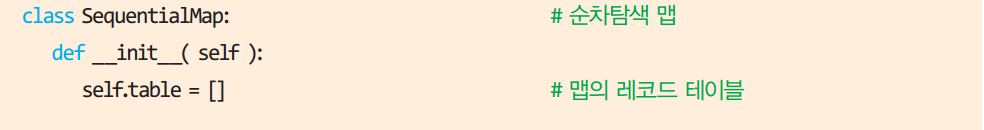 class SequentialMap: # 순차탐색 맵
def __init__( self ):
self.table = [] # 맵의 레코드 테이블